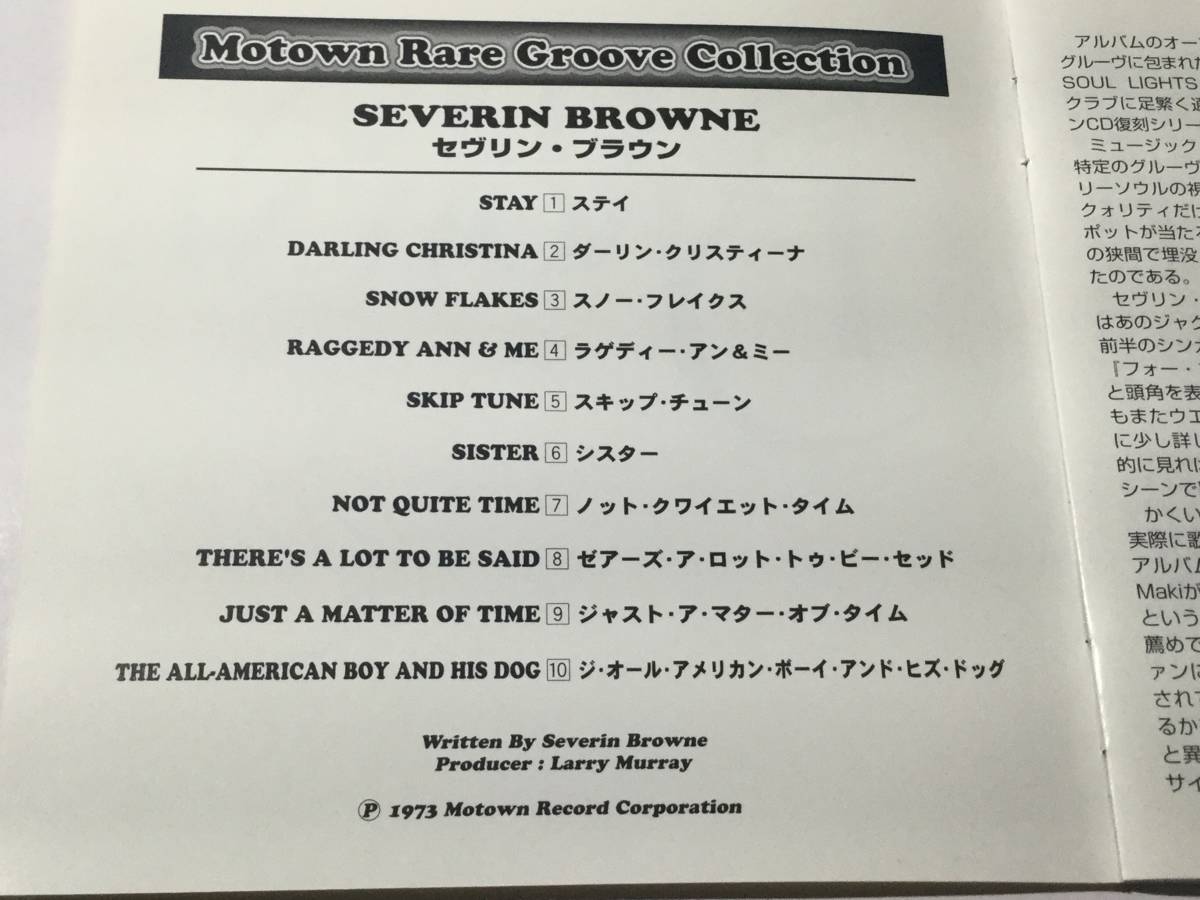 Motown Rare Groove Collection
SEVERIN BROWNE
セヴリン・ブラウン
STAY 1 ステイ
DARLING CHRISTINA 2 ダーリン・クリスティーナ
SNOW FLAKES 3 スノー・フレイクス
RAGGEDY ANN & ME 4 ラゲディー・アン&ミー
SKIP TUNE 5 スキップ・チューン
SISTER 6 シスター
NOT QUITE TIME 7 ノット・クワイエット・タイム
THERE'S A LOT TO BE SAID 8 ゼアーズ・ア・ロット・トゥ・ビー・セッド
JUST A MATTER OF TIME 9 ジャスト・ア・マター・オブ・タイム
THE ALL-AMERICAN BOY AND HIS DOG 10 ジ・オール・アメリカン・ボーイ・アンド・ヒズ・ドッグ
Written By Severin Browne
Producer : Larry Murray
Ⓟ 1973 Motown Record Corporation
アルバムのオー
グルーヴに包まれた
SOUL LIGHTS
クラブに足繁く通
ンCD復刻シリー
ミュージック
特定のグルーヴ
リーソウルの視
クォリティだけ
ポットが当たる
の狭間で埋没
たのである。
セヴリン・
はあのジャク
前半のシンガ
『フォー・
と頭角を表
もまたウエ
に少し詳し
的に見れば
シーンで
かくい
実際に歌
アルバム
Makiが
という
薦めで
ァンに
されて
るか
と異
サイ